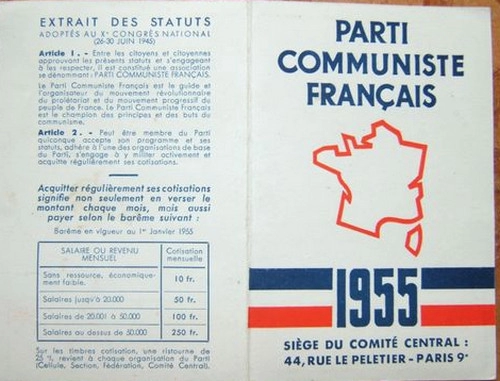 EXTRAIT DES STATUTS
ADOPTÉS AU Xe CONGRÈS NATIONAL
(26-30 JUIN 1945)
Article 1. - Entre les citoyens et citoyennes
approuvant les présents statuts et s'engageant
à les respecter, il est constitué une association
se dénommant : PARTI COMMUNISTE FRANÇAIS.
Le Parti Communiste Français est le guide et
l'organisateur du mouvement révolutionnaire
du prolétariat et du mouvement progressif du
peuple de France. Le Parti Communiste Français
est le champion des principes et des buts du
communisme.
Article 2. - Peut être membre du Parti
quiconque accepte son programme et ses
statuts, adhère à l'une des organisations de base
du Parti, s'engage à y militer activement et
acquitte régulièrement ses cotisations.
Acquitter régulièrement ses cotisations
signifie non seulement en verser le
montant chaque mois, mais aussi
payer selon le barême suivant :
Barême en vigueur au 1er Janvier 1955
SALAIRE OU REVENU
MENSUEL
Cotisation
mensuelle
Sans ressource, économique-
ment faible.
10 fr.
Salaires jusqu'à 20.000
50 fr.
Salaires de 20.001 à 50.000
100 fr.
Salaires au dessus de 50.000
250 fr.
Sur les timbres cotisation, une ristourne de
25 %, revient à chaque organisation du Parti
(Cellule, Section, Fédération, Comité Central).
PARTI
COMMUNISTE
FRANÇAIS
1955
SIÈGE DU COMITÉ CENTRAL :
44, RUE LE PELETIER - PARIS 9e